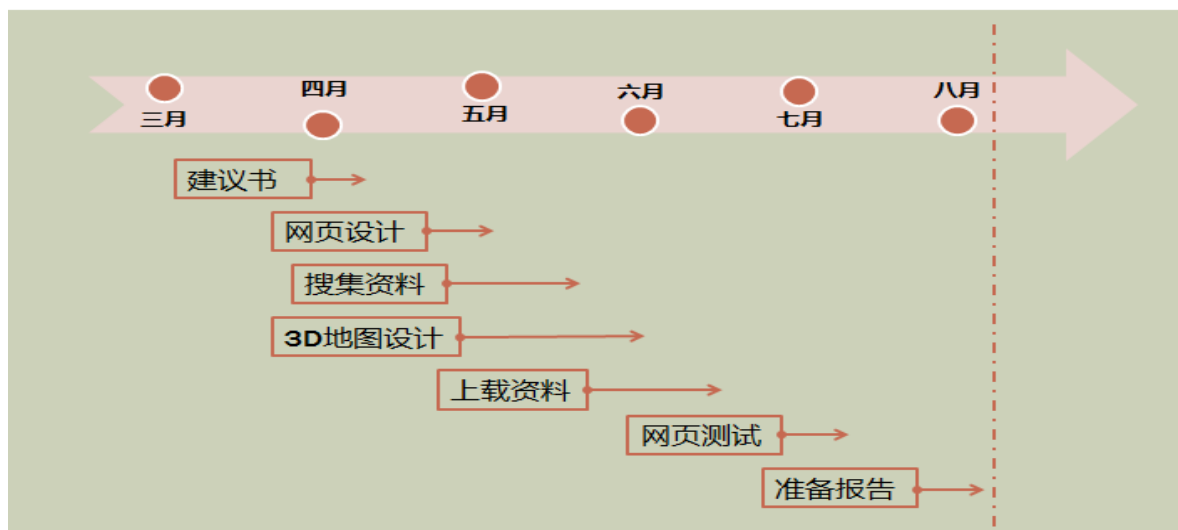 三月
四月
五月
六月
七月
八月
建议书
网页设计
搜集资料
3D地图设计
上载资料
网页测试
准备报告